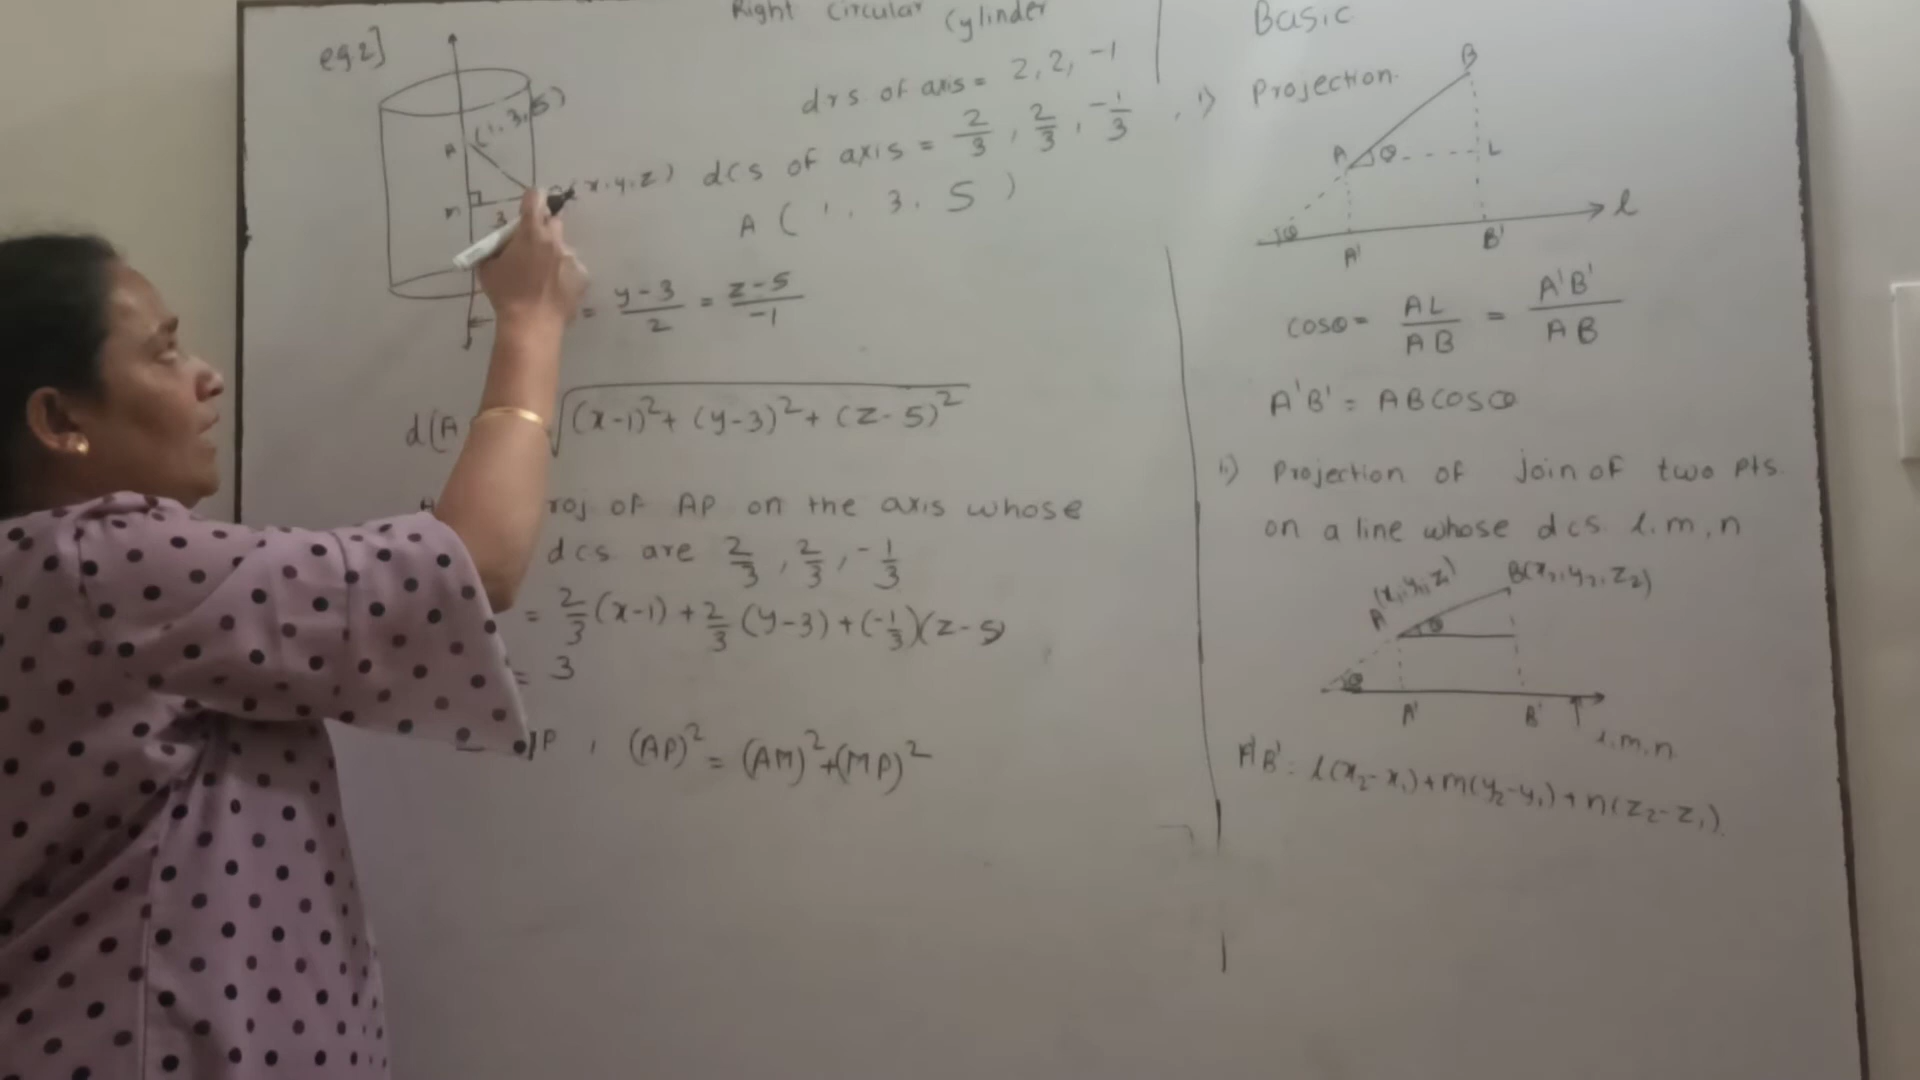 Right Circular Cylinder
eg 2]
A (1, 3, 5)
(x, y, z)
M
3
drs of axis = 2, 2, -1
dcs of axis = 2/3, 2/3, -1/3
A (1, 3, 5)
= y-3/2 = z-5/-1
d(A √(x-1)²+(y-3)²+(z-5)²
roj of AP on the axis whose
dcs are 2/3, 2/3, -1/3
= 2/3(x-1)+2/3(y-3)+(-1/3)(z-5)
= 3
MP, (AP)² = (AM)²+(MP)²
Basic
i) Projection.
B
A θ L
θ A' B' l
cosθ = AL/AB = A'B'/AB
A'B' = AB cosθ
ii) Projection of join of two pts
on a line whose dcs. l, m, n
A (x₁, y₁, z₁) B(x₂, y₂, z₂)
θ
θ A' B' l, m, n
A'B' = l(x₂-x₁)+m(y₂-y₁)+n(z₂-z₁).